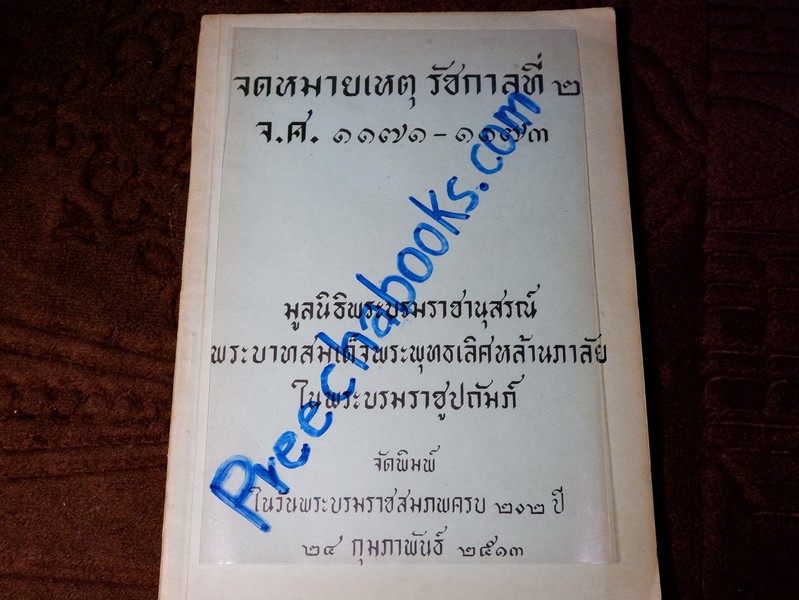 จดหมายเหตุ รัชกาลที่ ๒
จ.ศ. ๑๑๗๑ - ๑๑๗๓
มูลนิธิพระบรมราชานุสรณ์
พระบาทสมเด็จพระพุทธเลิศหล้านภาลัย
ในพระบรมราชูปถัมภ์
จัดพิมพ์
ในวันพระบรมราชสมภพครบ ๒๐๒ ปี
๒๔ กุมภาพันธ์ ๒๕๑๓
Preechabooks.com